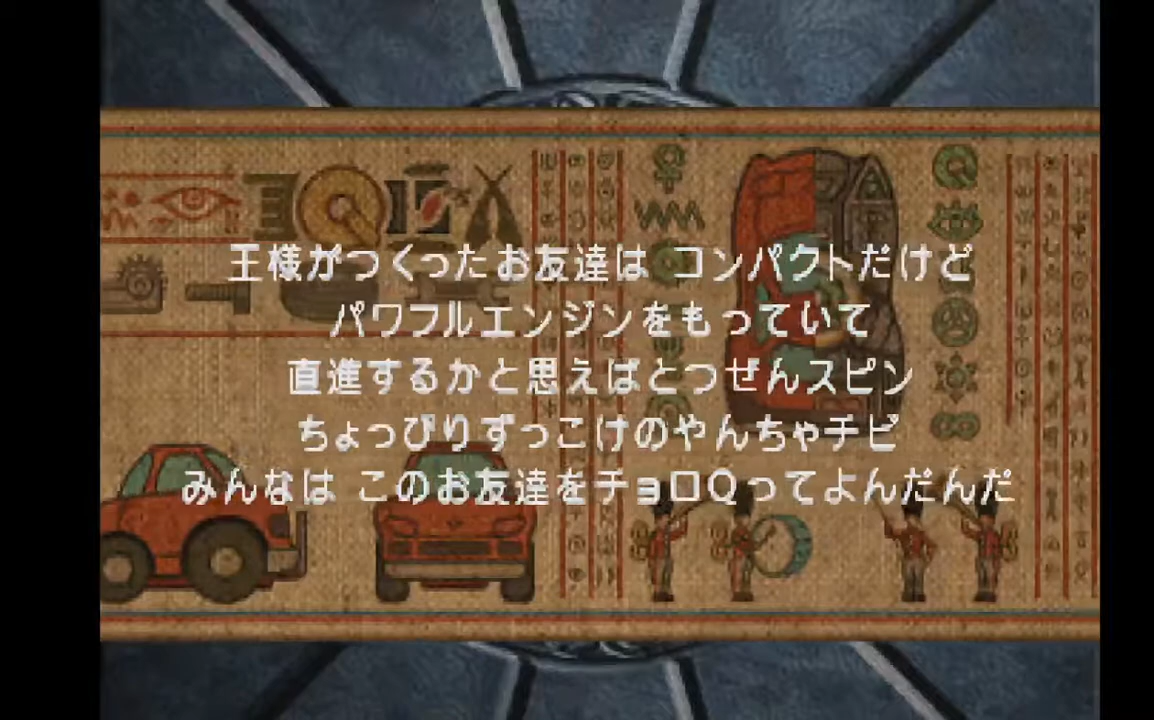 王様がつくったお友達は コンパクトだけど
パワフルエンジンをもっていて
直進するかと思えばとつぜんスピン
ちょっぴりずっこけのやんちゃチビ
みんなは このお友達をチョロQってよんだんだ